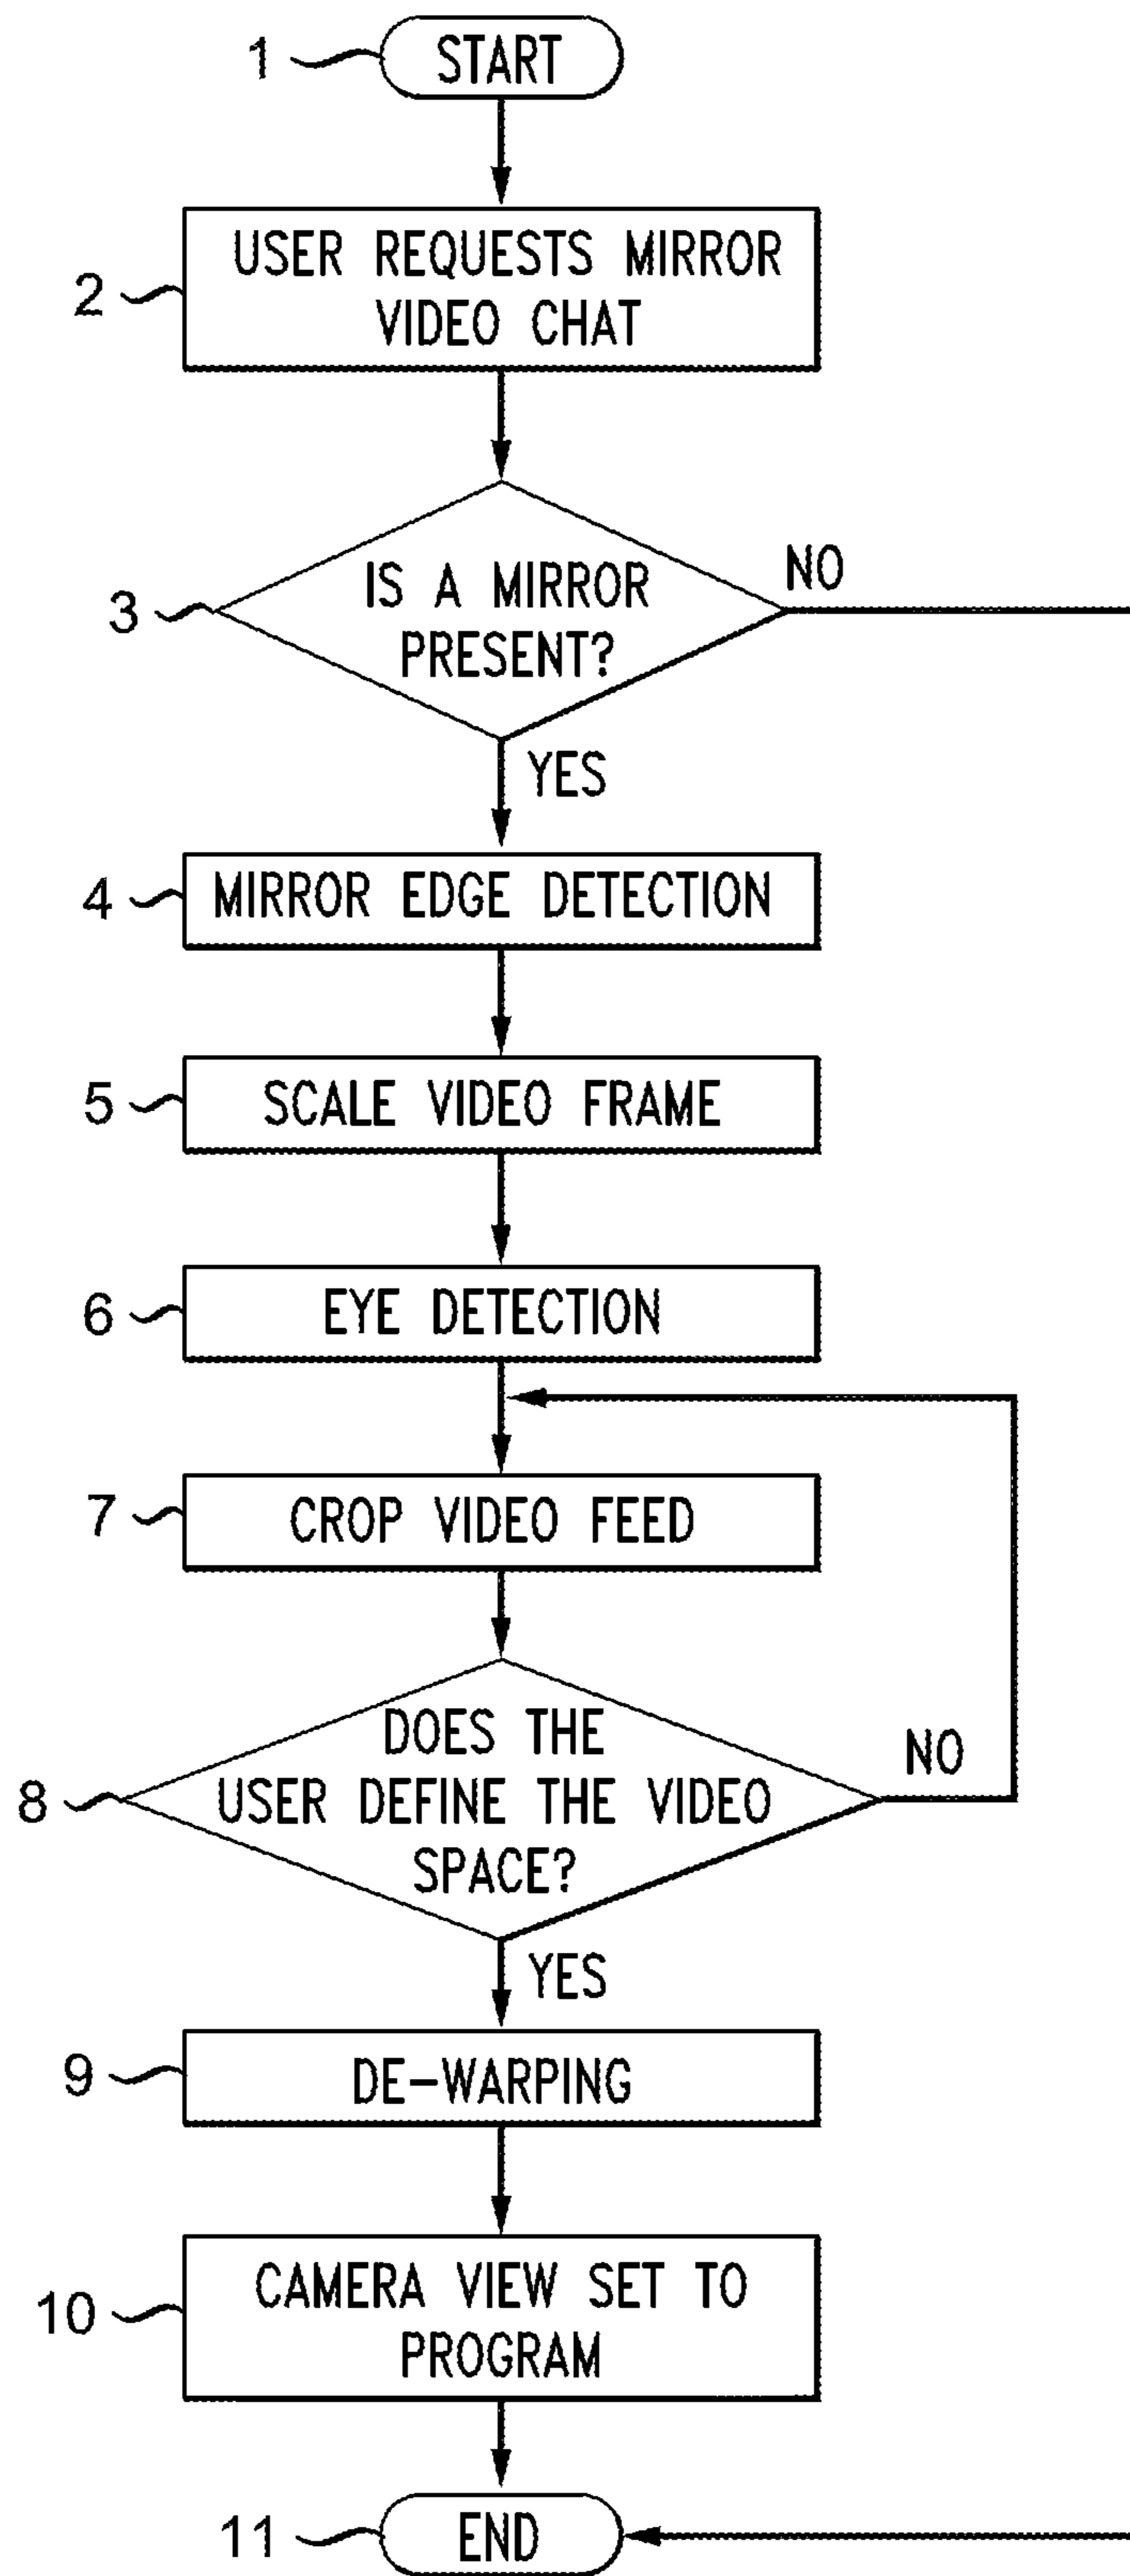 1
START
2
USER REQUESTS MIRROR
VIDEO CHAT
3
IS A MIRROR
PRESENT?
NO
YES
4
MIRROR EDGE DETECTION
5
SCALE VIDEO FRAME
6
EYE DETECTION
7
CROP VIDEO FEED
8
DOES THE
USER DEFINE THE VIDEO
SPACE?
NO
YES
9
DE-WARPING
10
CAMERA VIEW SET TO
PROGRAM
11
END